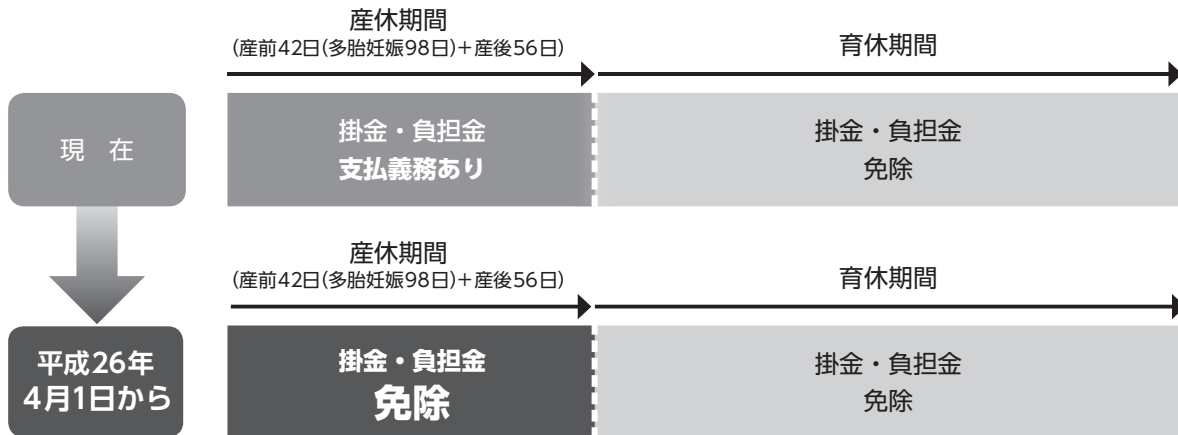 産休期間
(産前42日(多胎妊娠98日)+産後56日)
育休期間
現 在
掛金・負担金
支払義務あり
掛金・負担金
免除
産休期間
(産前42日(多胎妊娠98日)+産後56日)
育休期間
平成26年
4月1日から
掛金・負担金
免除
掛金・負担金
免除